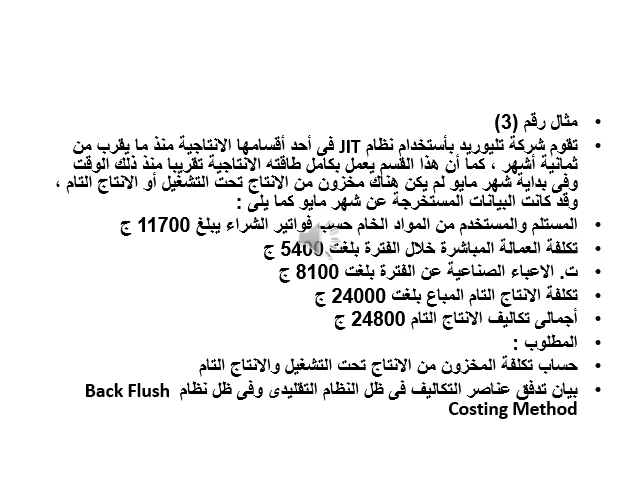 • مثال رقم (3)
• تقوم شركة تليوريد بأستخدام نظام JIT فى أحد أقسامها الانتاجية منذ ما يقرب من
ثمانية أشهر ، كما أن هذا القسم يعمل بكامل طاقته الانتاجية تقريبا منذ ذلك الوقت
وفى بداية شهر مايو لم يكن هناك مخزون من الانتاج تحت التشغيل أو الانتاج التام ،
وقد كانت البيانات المستخرجة عن شهر مايو كما يلى :
• المستلم والمستخدم من المواد الخام حسب فواتير الشراء يبلغ 11700 ج
• تكلفة العمالة المباشرة خلال الفترة بلغت 5400 ج
• ت. الاعباء الصناعية عن الفترة بلغت 8100 ج
• تكلفة الانتاج التام المباع بلغت 24000 ج
• أجمالى تكاليف الانتاج التام 24800 ج
• المطلوب :
• حساب تكلفة المخزون من الانتاج تحت التشغيل والانتاج التام
• بيان تدفق عناصر التكاليف فى ظل النظام التقليدى وفى ظل نظام Back Flush
Costing Method